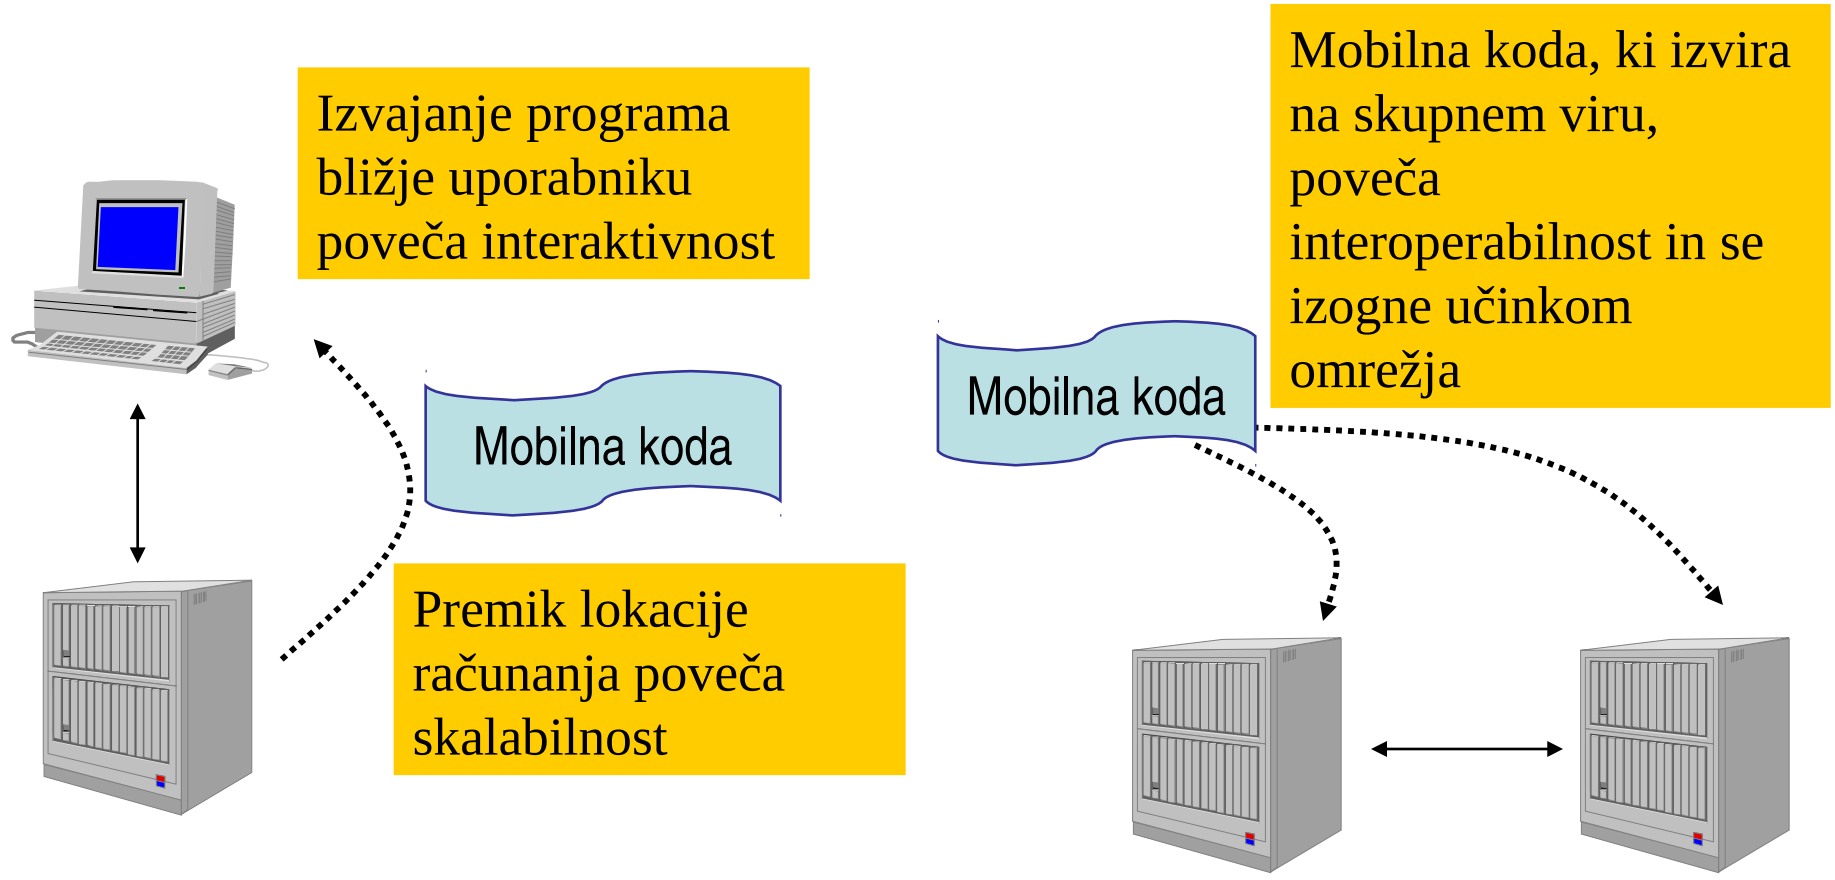 Izvajanje programa
bližje uporabniku
poveča interaktivnost
Mobilna koda
Premik lokacije
računanja poveča
skalabilnost
Mobilna koda, ki izvira
na skupnem viru,
poveča
interoperabilnost in se
izogne učinkom
omrežja
Mobilna koda